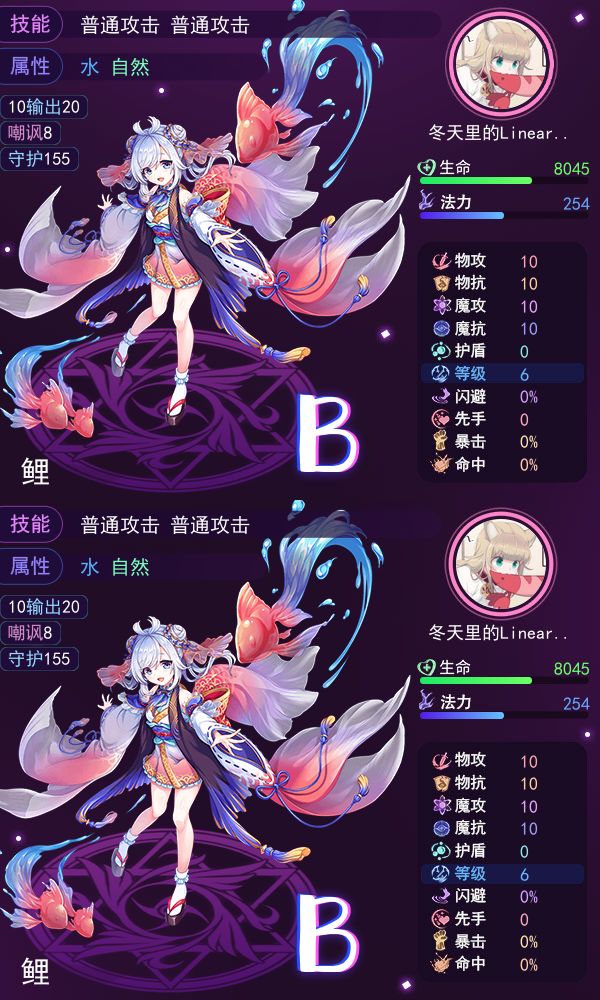 技能 普通攻击 普通攻击
属性 水 自然
10输出20
嘲讽8
守护155
冬天里的Linear..
生命 8045
法力 254
物攻 10
物抗 10
魔攻 10
魔抗 10
护盾 0
等级 6
闪避 0%
先手 0
暴击 0%
命中 0%
B
鲤
技能 普通攻击 普通攻击
属性 水 自然
10输出20
嘲讽8
守护155
冬天里的Linear..
生命 8045
法力 254
物攻 10
物抗 10
魔攻 10
魔抗 10
护盾 0
等级 6
闪避 0%
先手 0
暴击 0%
命中 0%
B
鲤